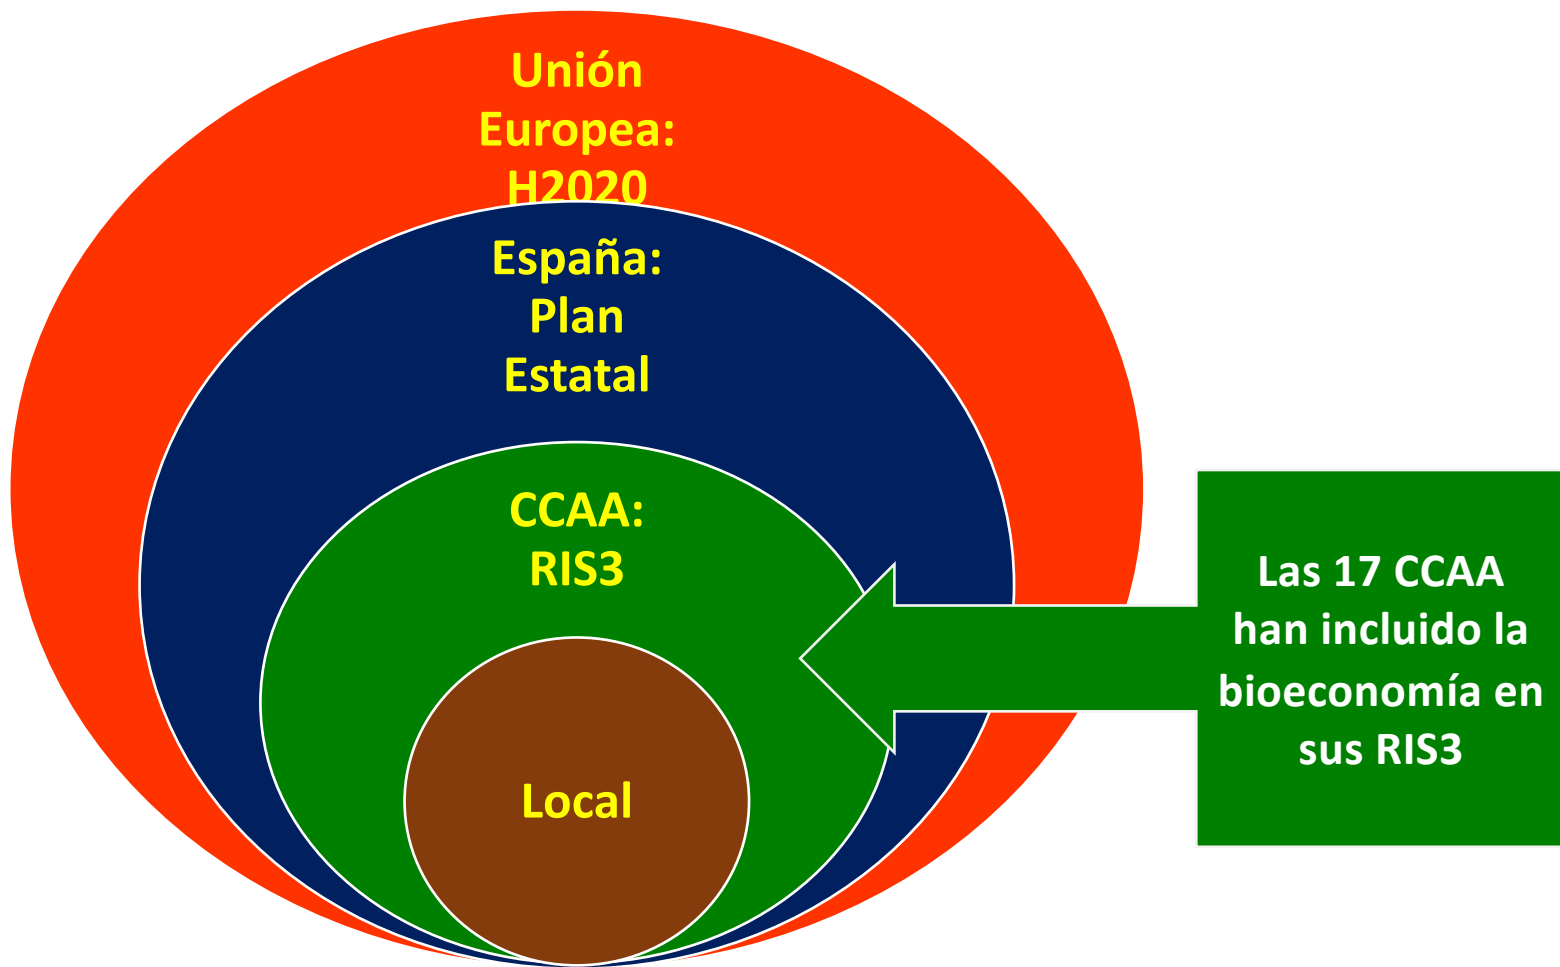 Unión
Europea:
H2020
España:
Plan
Estatal
CCAA:
RIS3
Local
Las 17 CCAA
han incluido la
bioeconomía en
sus RIS3